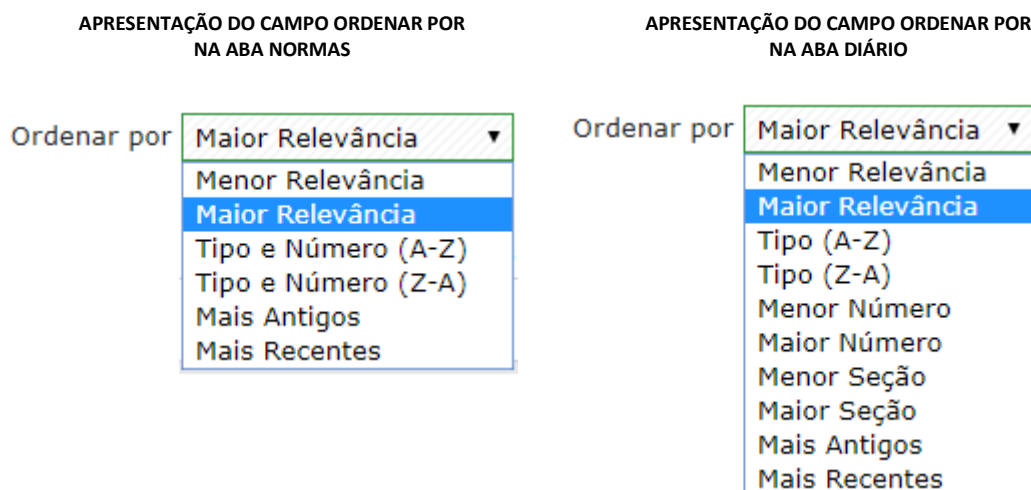 APRESENTAÇÃO DO CAMPO ORDENAR POR
NA ABA NORMAS
Ordenar por Maior Relevância
Menor Relevância
Maior Relevância
Tipo e Número (A-Z)
Tipo e Número (Z-A)
Mais Antigos
Mais Recentes
APRESENTAÇÃO DO CAMPO ORDENAR POR
NA ABA DIÁRIO
Ordenar por Maior Relevância
Menor Relevância
Maior Relevância
Tipo (A-Z)
Tipo (Z-A)
Menor Número
Maior Número
Menor Seção
Maior Seção
Mais Antigos
Mais Recentes